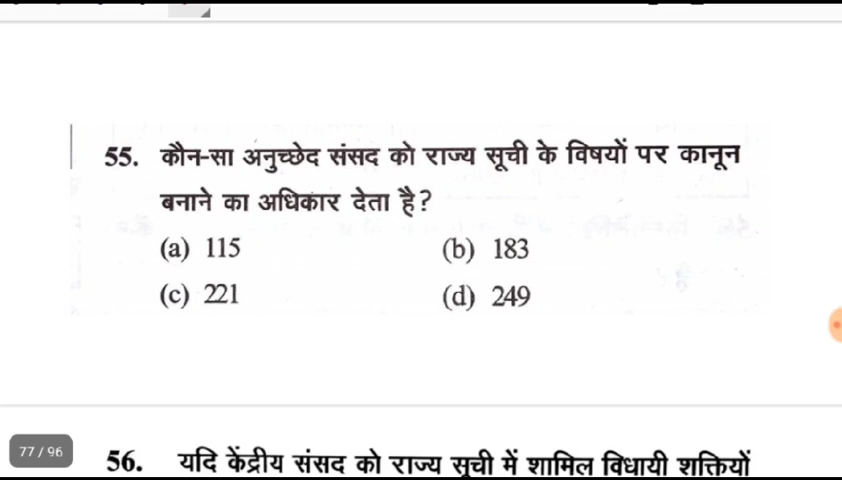 55. कौन-सा अनुच्छेद संसद को राज्य सूची के विषयों पर कानून
बनाने का अधिकार देता है?
(a) 115 (b) 183
(c) 221 (d) 249
77 / 96
56. यदि केंद्रीय संसद को राज्य सूची में शामिल विधायी शक्तियों